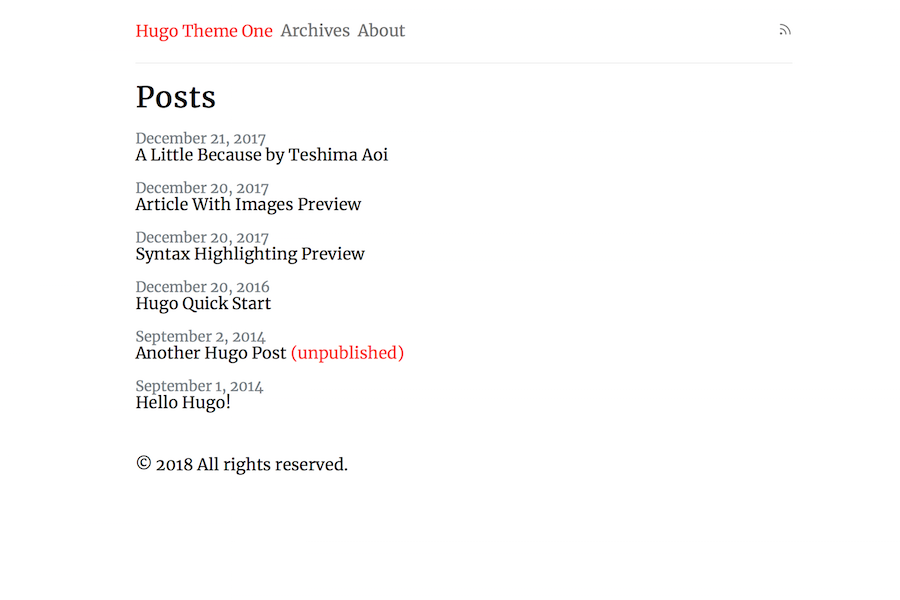 Hugo Theme One Archives About
Posts
December 21, 2017
A Little Because by Teshima Aoi
December 20, 2017
Article With Images Preview
December 20, 2017
Syntax Highlighting Preview
December 20, 2016
Hugo Quick Start
September 2, 2014
Another Hugo Post (unpublished)
September 1, 2014
Hello Hugo!
© 2018 All rights reserved.